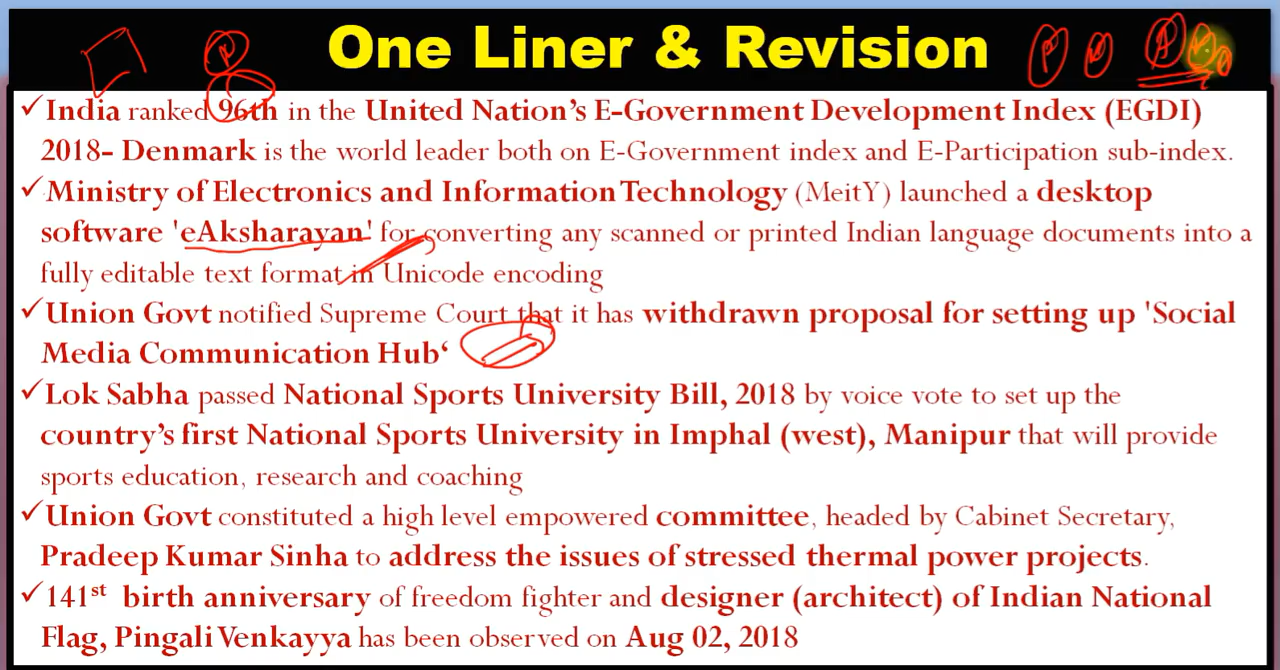 One Liner & Revision
✓India ranked 96th in the United Nation's E-Government Development Index (EGDI)
2018- Denmark is the world leader both on E-Government index and E-Participation sub-index.
✓Ministry of Electronics and Information Technology (MeitY) launched a desktop
software 'eAksharayan' for converting any scanned or printed Indian language documents into a
fully editable text format in Unicode encoding
✓Union Govt notified Supreme Court that it has withdrawn proposal for setting up 'Social
Media Communication Hub‘
✓Lok Sabha passed National Sports University Bill, 2018 by voice vote to set up the
country's first National Sports University in Imphal (west), Manipur that will provide
sports education, research and coaching
✓Union Govt constituted a high level empowered committee, headed by Cabinet Secretary,
Pradeep Kumar Sinha to address the issues of stressed thermal power projects.
✓141st birth anniversary of freedom fighter and designer (architect) of Indian National
Flag, Pingali Venkayya has been observed on Aug 02, 2018